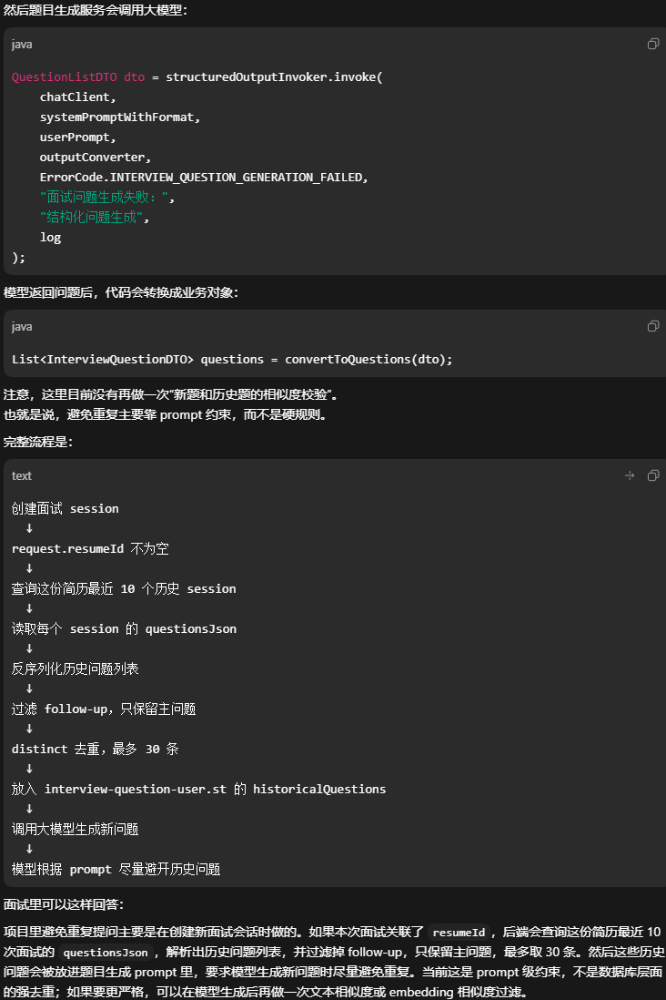 然后题目生成服务会调用大模型：
java
QuestionListDTO dto = structuredOutputInvoker.invoke(
    chatClient,
    systemPromptWithFormat,
    userPrompt,
    outputConverter,
    ErrorCode.INTERVIEW_QUESTION_GENERATION_FAILED,
    "面试问题生成失败：",
    "结构化问题生成",
    log
);
模型返回问题后，代码会转换成业务对象：
java
List<InterviewQuestionDTO> questions = convertToQuestions(dto);
注意，这里目前没有再做一次“新题和历史题的相似度校验”。
也就是说，避免重复主要靠 prompt 约束，而不是硬规则。
完整流程是：
text
创建面试 session
↓
request.resumeId 不为空
↓
查询这份简历最近 10 个历史 session
↓
读取每个 session 的 questionsJson
↓
反序列化历史问题列表
↓
过滤 follow-up，只保留主问题
↓
distinct 去重，最多 30 条
↓
放入 interview-question-user.st 的 historicalQuestions
↓
调用大模型生成新问题
↓
模型根据 prompt 尽量避开历史问题
面试里可以这样回答：
项目里避免重复提问主要是在创建新面试会话时做的。如果本次面试关联了 resumeId，后端会查询这份简历最近 10
次面试的 questionsJson，解析出历史问题列表，并过滤掉 follow-up，只保留主问题，最多取 30 条。然后这些历史
问题会被放进题目生成 prompt 里，要求模型生成新问题时尽量避免重复。当前这是 prompt 级约束，不是数据库层面
的强去重；如果要更严格，可以在模型生成后再做一次文本相似度或 embedding 相似度过滤。